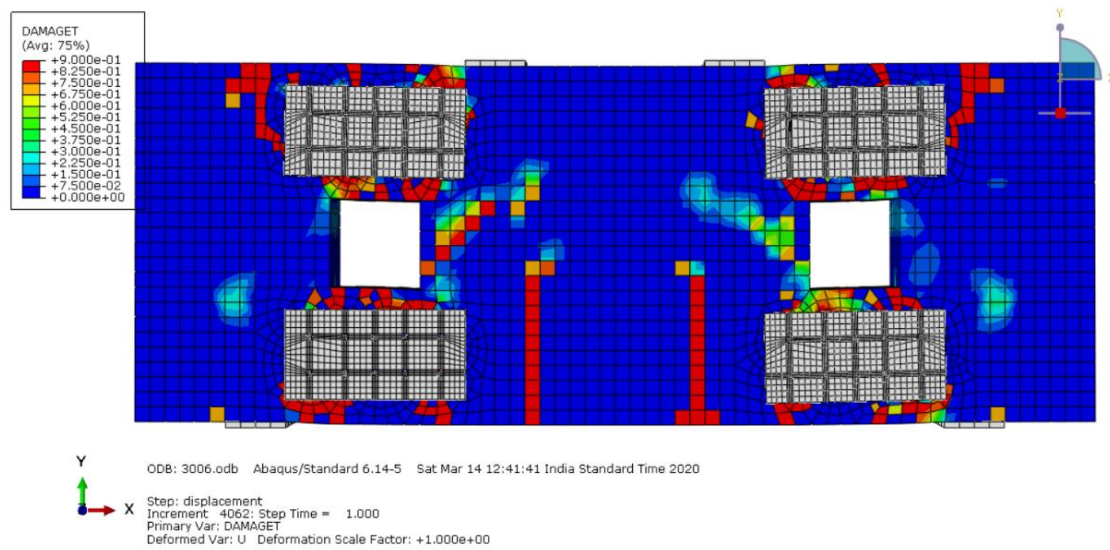 DAMAGET
(Avg: 75%)
+9.000e-01
+8.250e-01
+7.500e-01
+6.750e-01
+6.000e-01
+5.250e-01
+4.500e-01
+3.750e-01
+3.000e-01
+2.250e-01
+1.500e-01
+7.500e-02
+0.000e+00
Y
Z
Y
X
ODB: 3006.odb Abaqus/Standard 6.14-5 Sat Mar 14 12:41:41 India Standard Time 2020
Step: displacement
Increment 4062: Step Time = 1.000
Primary Var: DAMAGET
Deformed Var: U Deformation Scale Factor: +1.000e+00